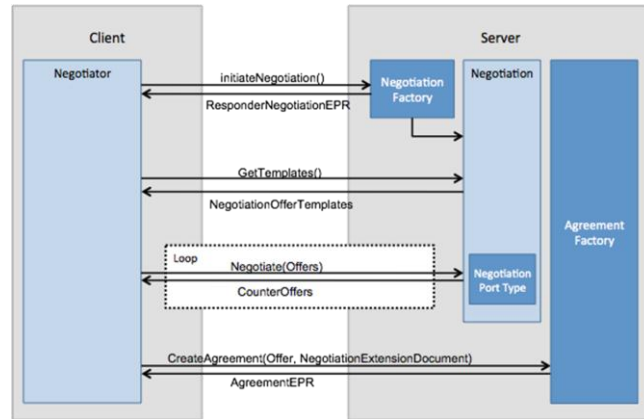 Client
Server
Negotiator
initiateNegotiation()
ResponderNegotiationEPR
Negotiation
Factory
Negotiation
GetTemplates()
NegotiationOfferTemplates
Agreement
Factory
Loop
Negotiate(Offers)
CounterOffers
Negotiation
Port Type
CreateAgreement(Offer, NegotiationExtensionDocument)
AgreementEPR